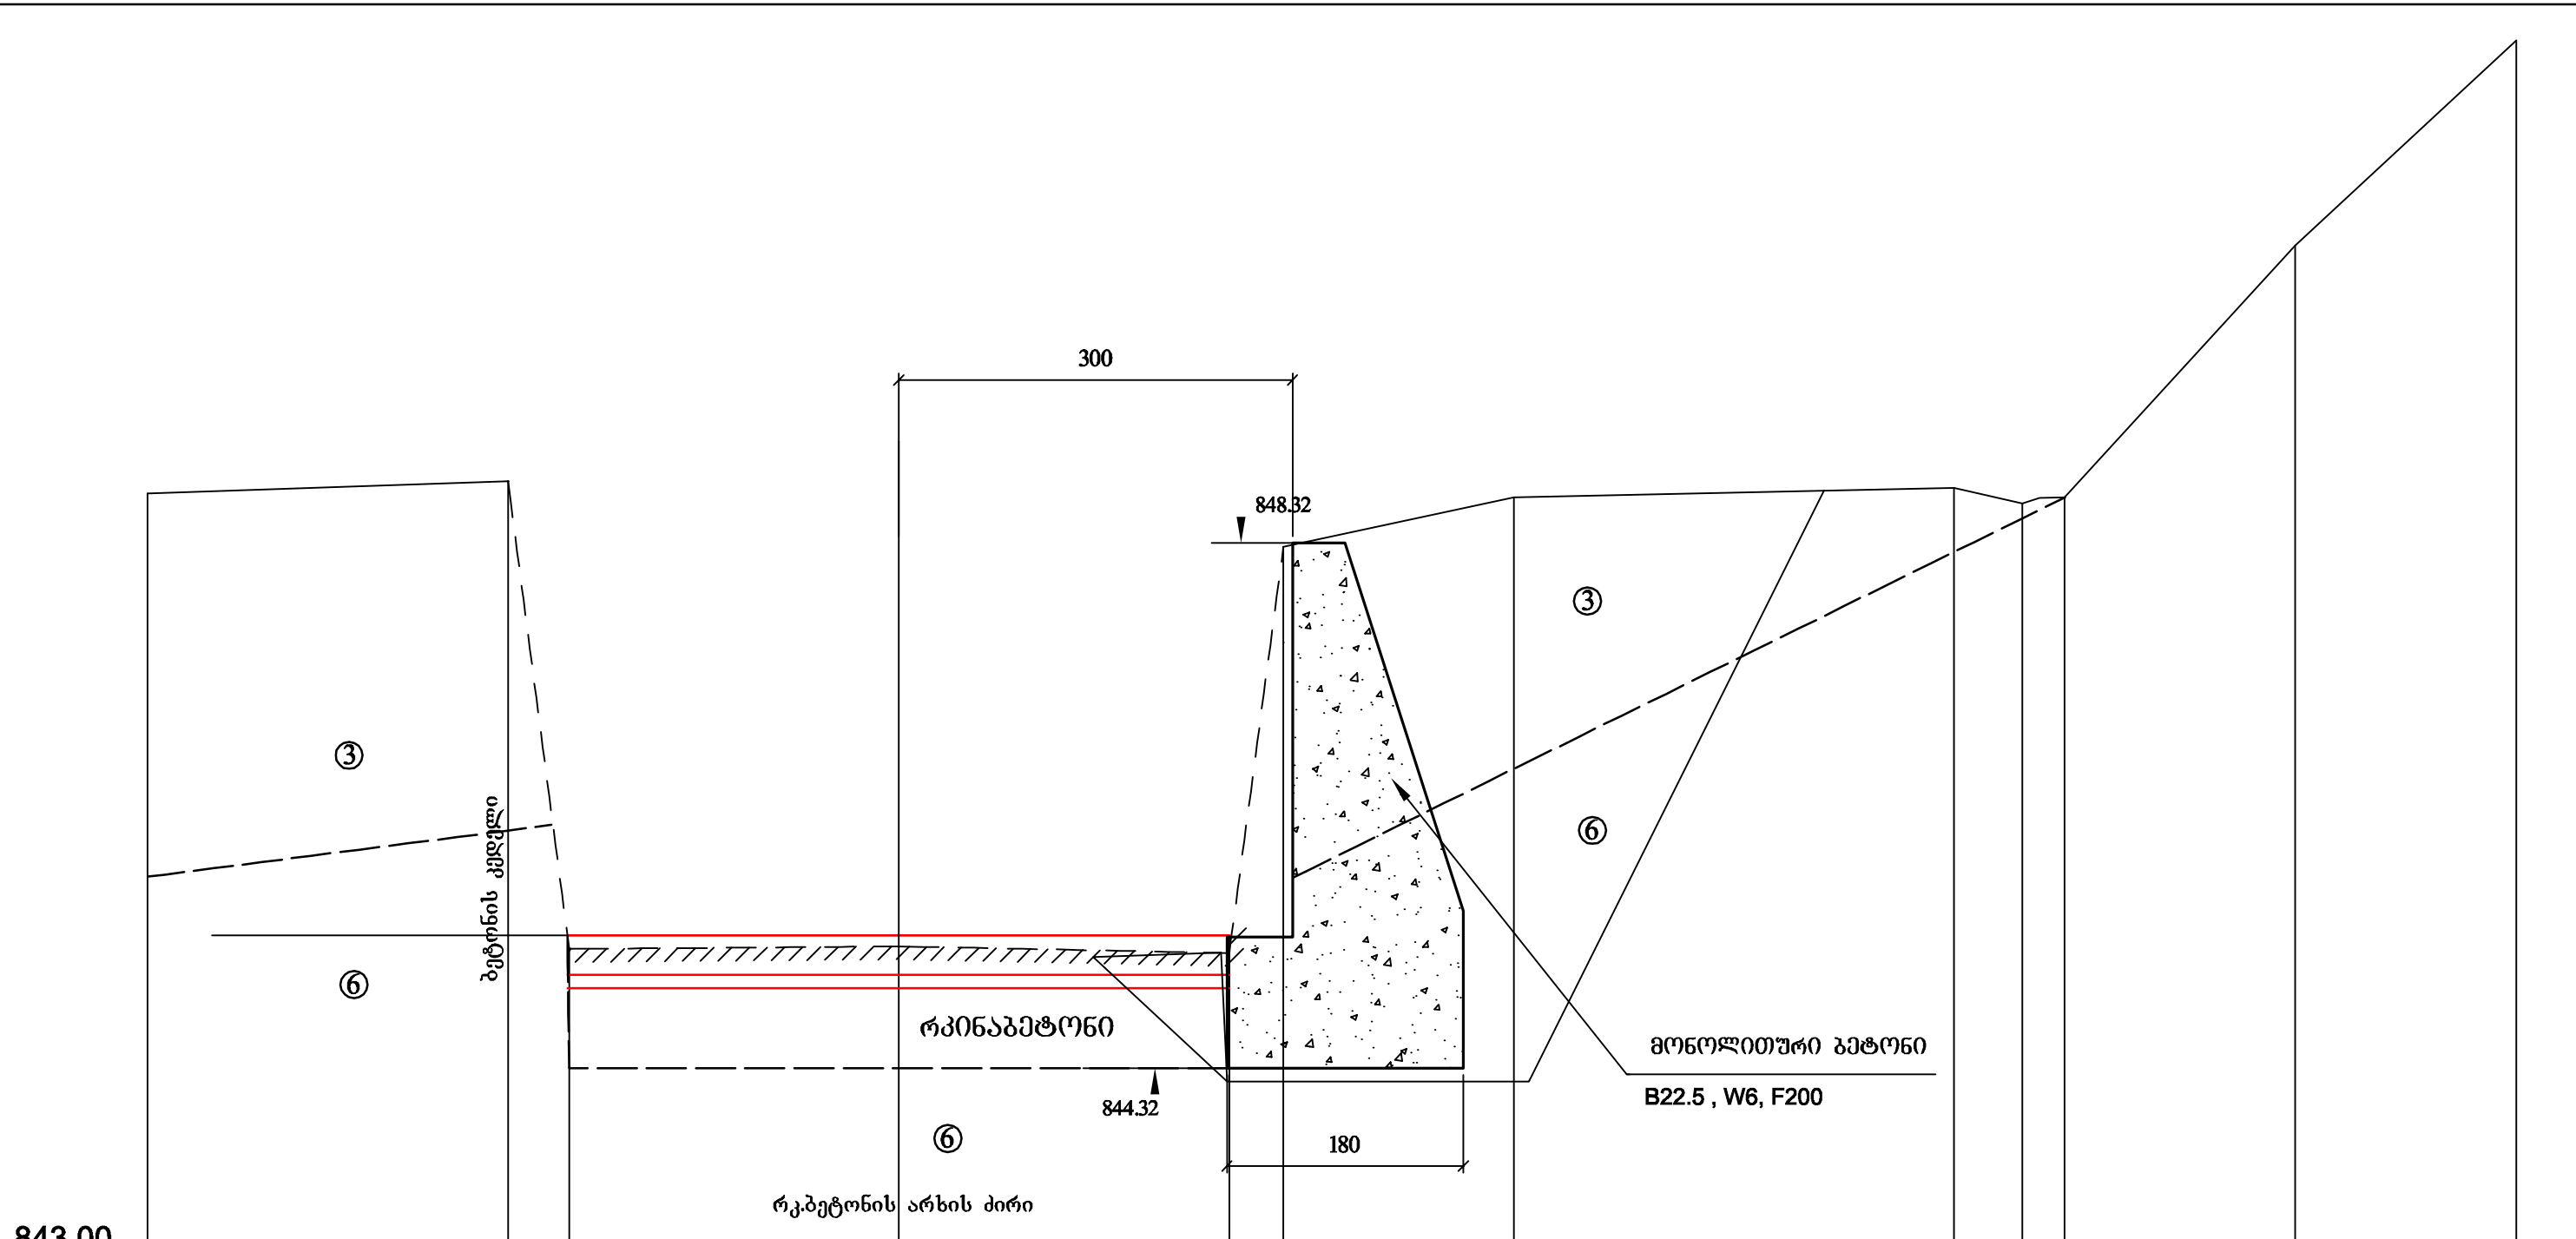 300
848.32
③
③
ბეტონის კედელი
⑥
⑥
რკინაბეტონი
მონოლითური ბეტონი
B22.5 , W6, F200
844.32
⑥
180
რკ.ბეტონის არხის ძირი
843.00